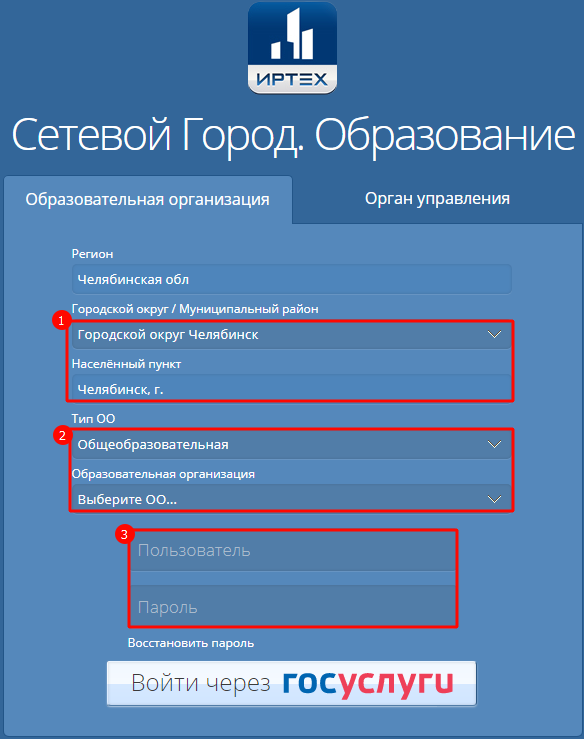 ИРТЕХ
Сетевой Город. Образование
Образовательная организация
Орган управления
Регион
Челябинская обл
Городской округ / Муниципальный район
1
Городской округ Челябинск
Населённый пункт
Челябинск, г.
Тип ОО
2
Общеобразовательная
Образовательная организация
Выберите ОО...
3
Пользователь
Пароль
Восстановить пароль
Войти через госуслуги